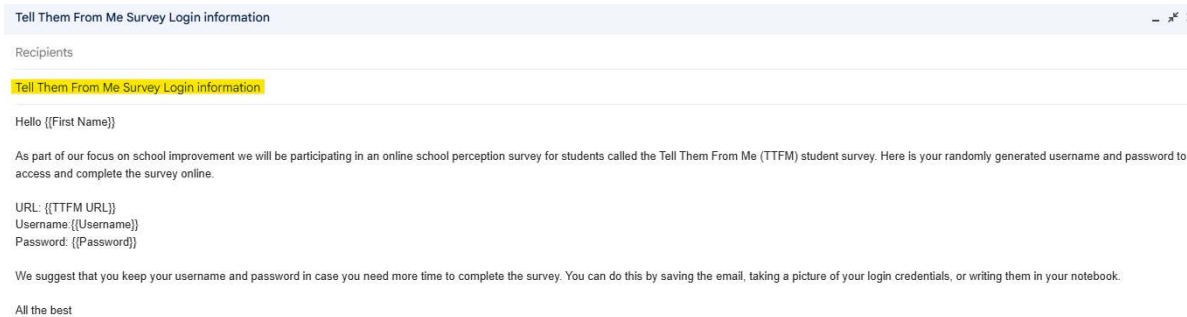 Tell Them From Me Survey Login information
Recipients
Tell Them From Me Survey Login information
Hello {{First Name}}
As part of our focus on school improvement we will be participating in an online school perception survey for students called the Tell Them From Me (TTFM) student survey. Here is your randomly generated username and password to
access and complete the survey online.
URL: {{TTFM URL}}
Username:{{Username}}
Password: {{Password}}
We suggest that you keep your username and password in case you need more time to complete the survey. You can do this by saving the email, taking a picture of your login credentials, or writing them in your notebook.
All the best